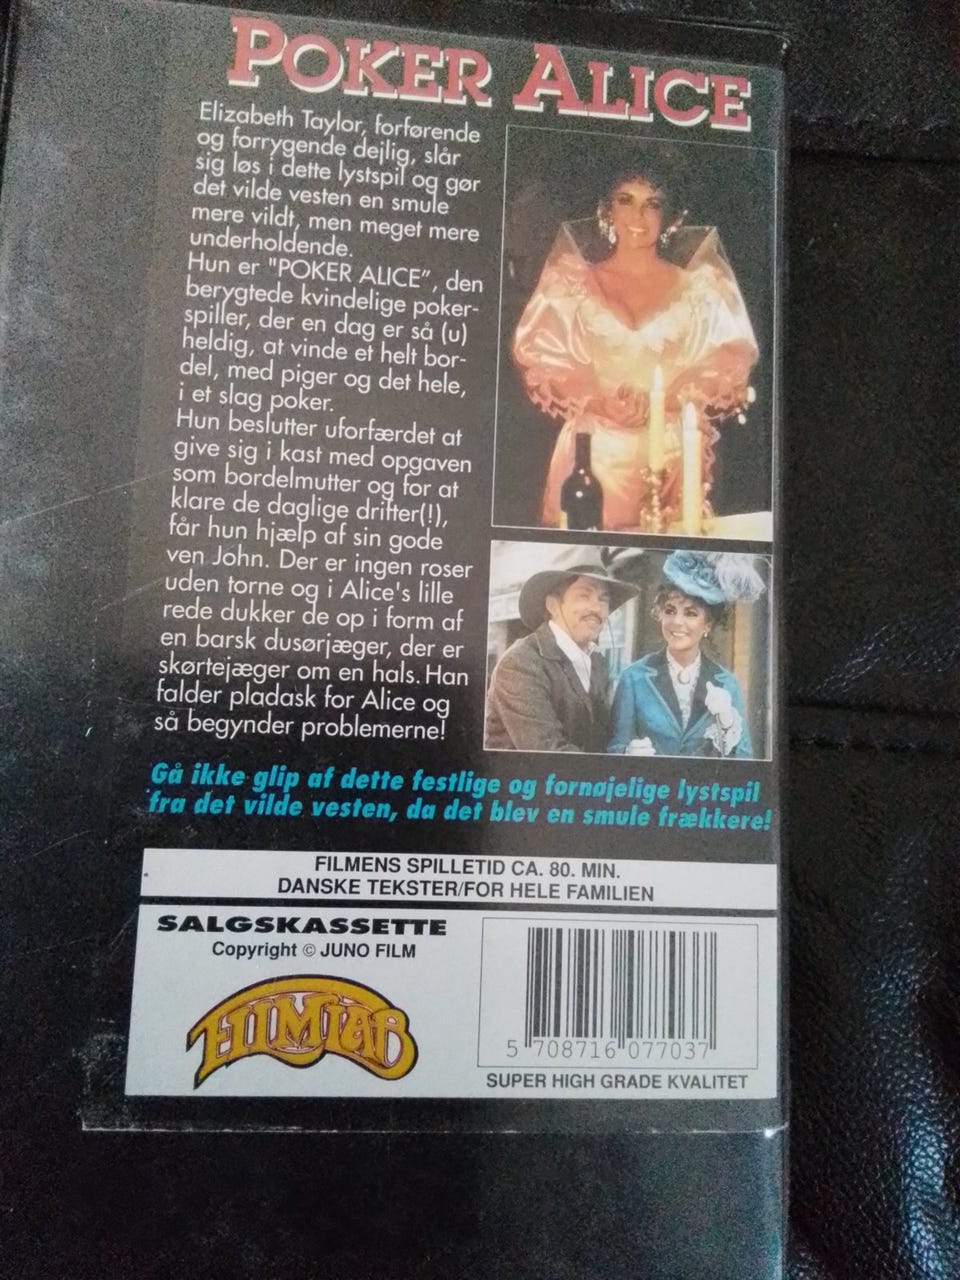 POKER ALICE
Elizabeth Taylor, forførende
og forrygende dejlig, slår
sig løs i dette lystspil og gør
det vilde vesten en smule
mere vildt, men meget mere
underholdende.
Hun er "POKER ALICE", den
berygtede kvindelige poker-
spiller, der en dag er så (u)
heldig, at vinde et helt bor-
del, med piger og det hele,
i et slag poker.
Hun beslutter uforfærdet at
give sig i kast med opgaven
som bordelmutter og for at
klare de daglige drifter(!),
får hun hjælp af sin gode
ven John. Der er ingen roser
uden torne og i Alice's lille
rede dukker de op i form af
en barsk dusørjæger, der er
skørtejæger om en hals. Han
falder pladask for Alice og
så begynder problemerne!
Gå ikke glip af dette festlige og fornøjelige lystspil
fra det vilde vesten, da det blev en smule frækkere!
FILMENS SPILLETID CA. 80. MIN.
DANSKE TEKSTER/FOR HELE FAMILIEN
SALGSKASSETTE
Copyright © JUNO FILM
FILMLAB
5 708716 077037
SUPER HIGH GRADE KVALITET